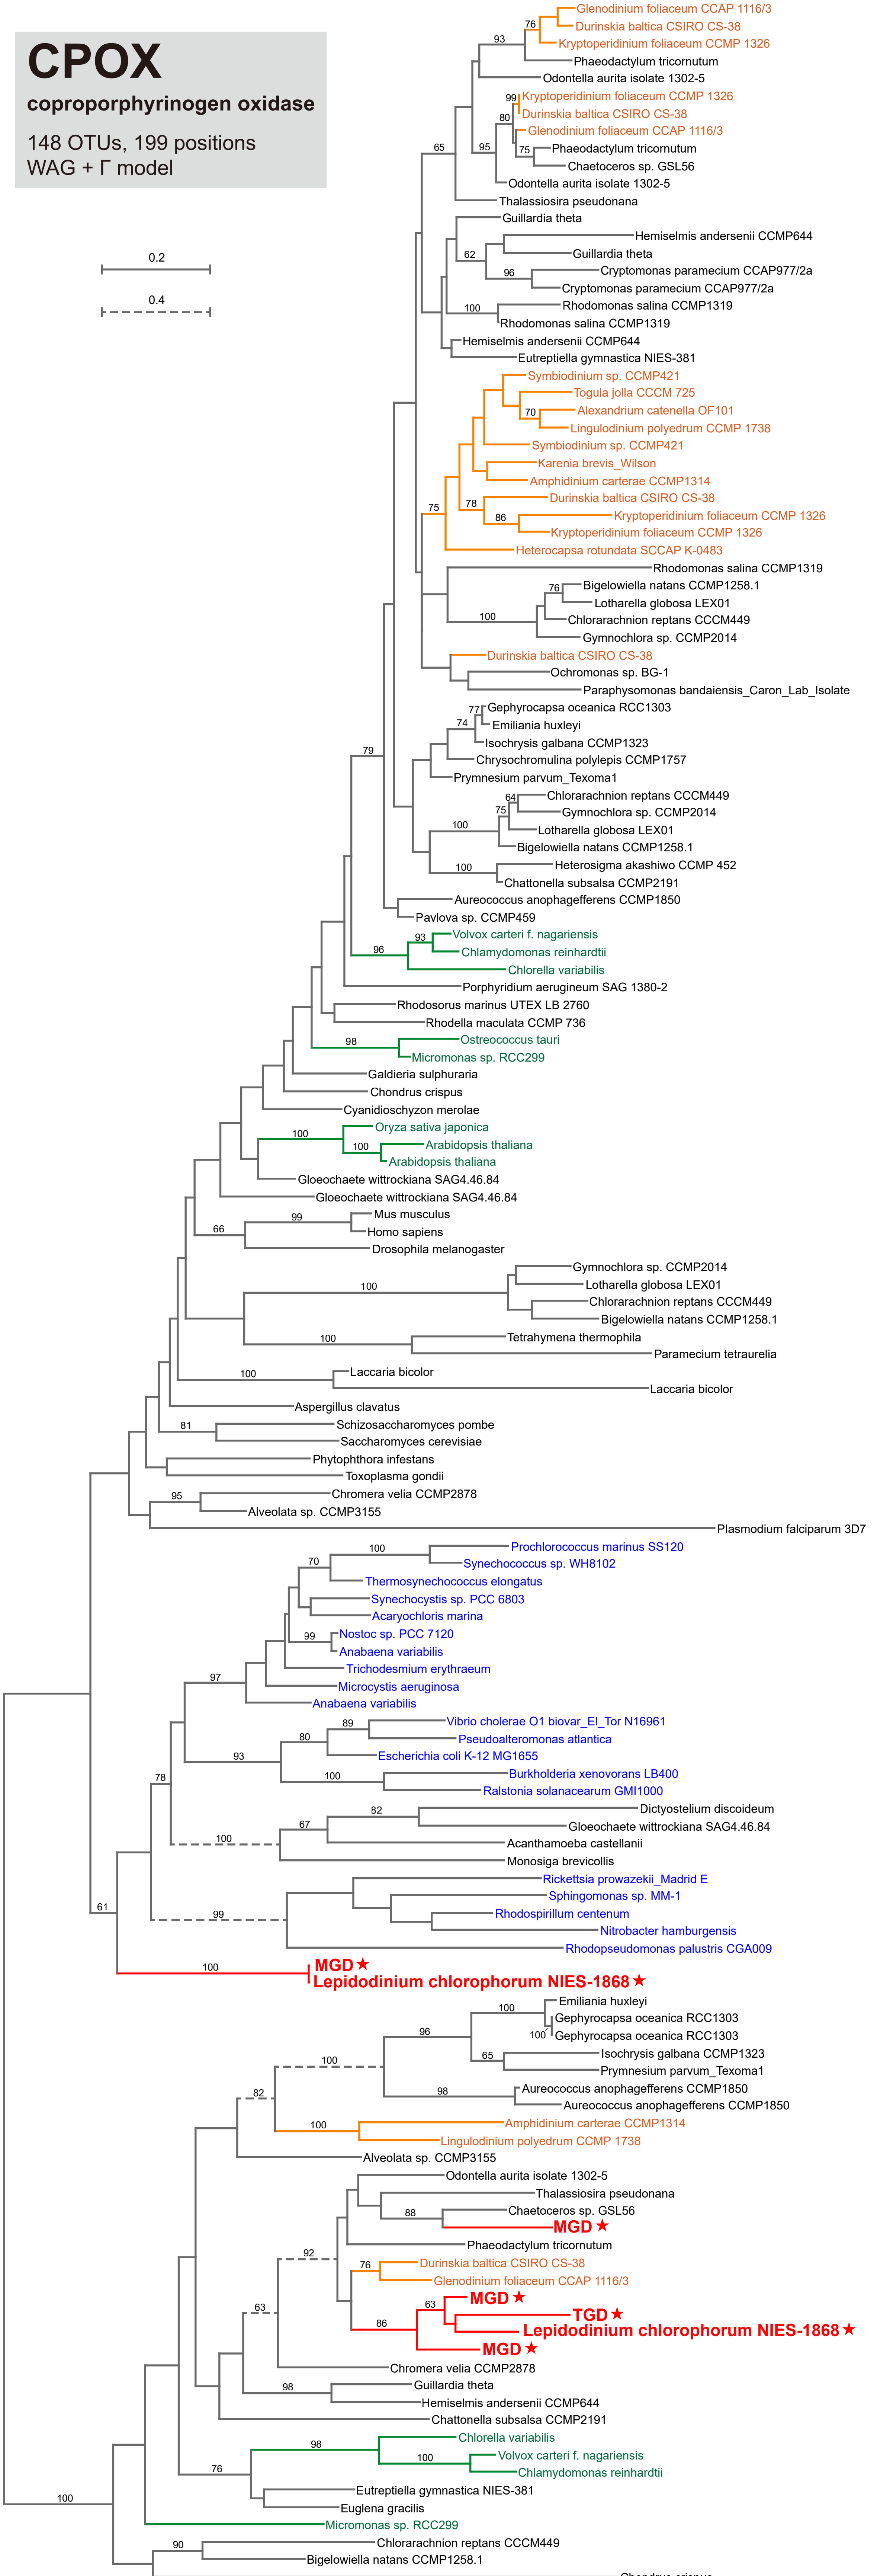 CPOX
coproporphyrinogen oxidase
148 OTUs, 199 positions
WAG + Γ model
0.2
0.4
Glenodinium foliaceum CCAP 1116/3
76
Durinskia baltica CSIRO CS-38
93
Kryptoperidinium foliaceum CCMP 1326
Phaeodactylum tricornutum
Odontella aurita isolate 1302-5
99
Kryptoperidinium foliaceum CCMP 1326
Durinskia baltica CSIRO CS-38
80
Glenodinium foliaceum CCAP 1116/3
65
95
75
Phaeodactylum tricornutum
Chaetoceros sp. GSL56
Odontella aurita isolate 1302-5
Thalassiosira pseudonana
Guillardia theta
Hemiselmis andersenii CCMP644
62
Guillardia theta
96
Cryptomonas paramecium CCAP977/2a
Cryptomonas paramecium CCAP977/2a
100
Rhodomonas salina CCMP1319
Rhodomonas salina CCMP1319
Hemiselmis andersenii CCMP644
Eutreptiella gymnastica NIES-381
Symbiodinium sp. CCMP421
Togula jolla CCCM 725
70
Alexandrium catenella OF101
Lingulodinium polyedrum CCMP 1738
Symbiodinium sp. CCMP421
Karenia brevis_Wilson
Amphidinium carterae CCMP1314
75
78
Durinskia baltica CSIRO CS-38
86
Kryptoperidinium foliaceum CCMP 1326
Kryptoperidinium foliaceum CCMP 1326
Heterocapsa rotundata SCCAP K-0483
Rhodomonas salina CCMP1319
76
Bigelowiella natans CCMP1258.1
Lotharella globosa LEX01
100
Chlorarachnion reptans CCCM449
Gymnochlora sp. CCMP2014
Durinskia baltica CSIRO CS-38
Ochromonas sp. BG-1
Paraphysomonas bandaiensis_Caron_Lab_Isolate
77
Gephyrocapsa oceanica RCC1303
74
Emiliania huxleyi
Isochrysis galbana CCMP1323
79
Chrysochromulina polylepis CCMP1757
Prymnesium parvum_Texoma1
64
Chlorarachnion reptans CCCM449
75
Gymnochlora sp. CCMP2014
100
Lotharella globosa LEX01
Bigelowiella natans CCMP1258.1
100
Heterosigma akashiwo CCMP 452
Chattonella subsalsa CCMP2191
Aureococcus anophagefferens CCMP1850
Pavlova sp. CCMP459
93
Volvox carteri f. nagariensis
96
Chlamydomonas reinhardtii
Chlorella variabilis
Porphyridium aerugineum SAG 1380-2
Rhodosorus marinus UTEX LB 2760
Rhodella maculata CCMP 736
98
Ostreococcus tauri
Micromonas sp. RCC299
Galdieria sulphuraria
Chondrus crispus
Cyanidioschyzon merolae
100
Oryza sativa japonica
100
Arabidopsis thaliana
Arabidopsis thaliana
Gloeochaete wittrockiana SAG4.46.84
Gloeochaete wittrockiana SAG4.46.84
99
Mus musculus
66
Homo sapiens
Drosophila melanogaster
Gymnochlora sp. CCMP2014
100
Lotharella globosa LEX01
Chlorarachnion reptans CCCM449
Bigelowiella natans CCMP1258.1
100
Tetrahymena thermophila
Paramecium tetraurelia
100
Laccaria bicolor
Laccaria bicolor
Aspergillus clavatus
81
Schizosaccharomyces pombe
Saccharomyces cerevisiae
Phytophthora infestans
Toxoplasma gondii
95
Chromera velia CCMP2878
Alveolata sp. CCMP3155
Plasmodium falciparum 3D7
100
Prochlorococcus marinus SS120
70
Synechococcus sp. WH8102
Thermosynechococcus elongatus
Synechocystis sp. PCC 6803
Acaryochloris marina
99
Nostoc sp. PCC 7120
Anabaena variabilis
Trichodesmium erythraeum
97
Microcystis aeruginosa
Anabaena variabilis
89
Vibrio cholerae O1 biovar_El_Tor N16961
80
Pseudoalteromonas atlantica
93
Escherichia coli K-12 MG1655
100
Burkholderia xenovorans LB400
78
Ralstonia solanacearum GMI1000
82
Dictyostelium discoideum
67
Gloeochaete wittrockiana SAG4.46.84
100
Acanthamoeba castellanii
Monosiga brevicollis
Rickettsia prowazekii_Madrid E
Sphingomonas sp. MM-1
61
99
Rhodospirillum centenum
Nitrobacter hamburgensis
Rhodopseudomonas palustris CGA009
100
MGD★
Lepidodinium chlorophorum NIES-1868★
100
Emiliania huxleyi
Gephyrocapsa oceanica RCC1303
96
100
Gephyrocapsa oceanica RCC1303
65
Isochrysis galbana CCMP1323
100
Prymnesium parvum_Texoma1
98
Aureococcus anophagefferens CCMP1850
82
Aureococcus anophagefferens CCMP1850
100
Amphidinium carterae CCMP1314
Lingulodinium polyedrum CCMP 1738
Alveolata sp. CCMP3155
Odontella aurita isolate 1302-5
Thalassiosira pseudonana
88
Chaetoceros sp. GSL56
MGD★
Phaeodactylum tricornutum
92
76
Durinskia baltica CSIRO CS-38
Glenodinium foliaceum CCAP 1116/3
MGD★
63
63
TGD★
86
Lepidodinium chlorophorum NIES-1868★
MGD★
Chromera velia CCMP2878
98
Guillardia theta
Hemiselmis andersenii CCMP644
Chattonella subsalsa CCMP2191
98
Chlorella variabilis
100
Volvox carteri f. nagariensis
76
Chlamydomonas reinhardtii
Eutreptiella gymnastica NIES-381
100
Euglena gracilis
Micromonas sp. RCC299
90
Chlorarachnion reptans CCCM449
Bigelowiella natans CCMP1258.1